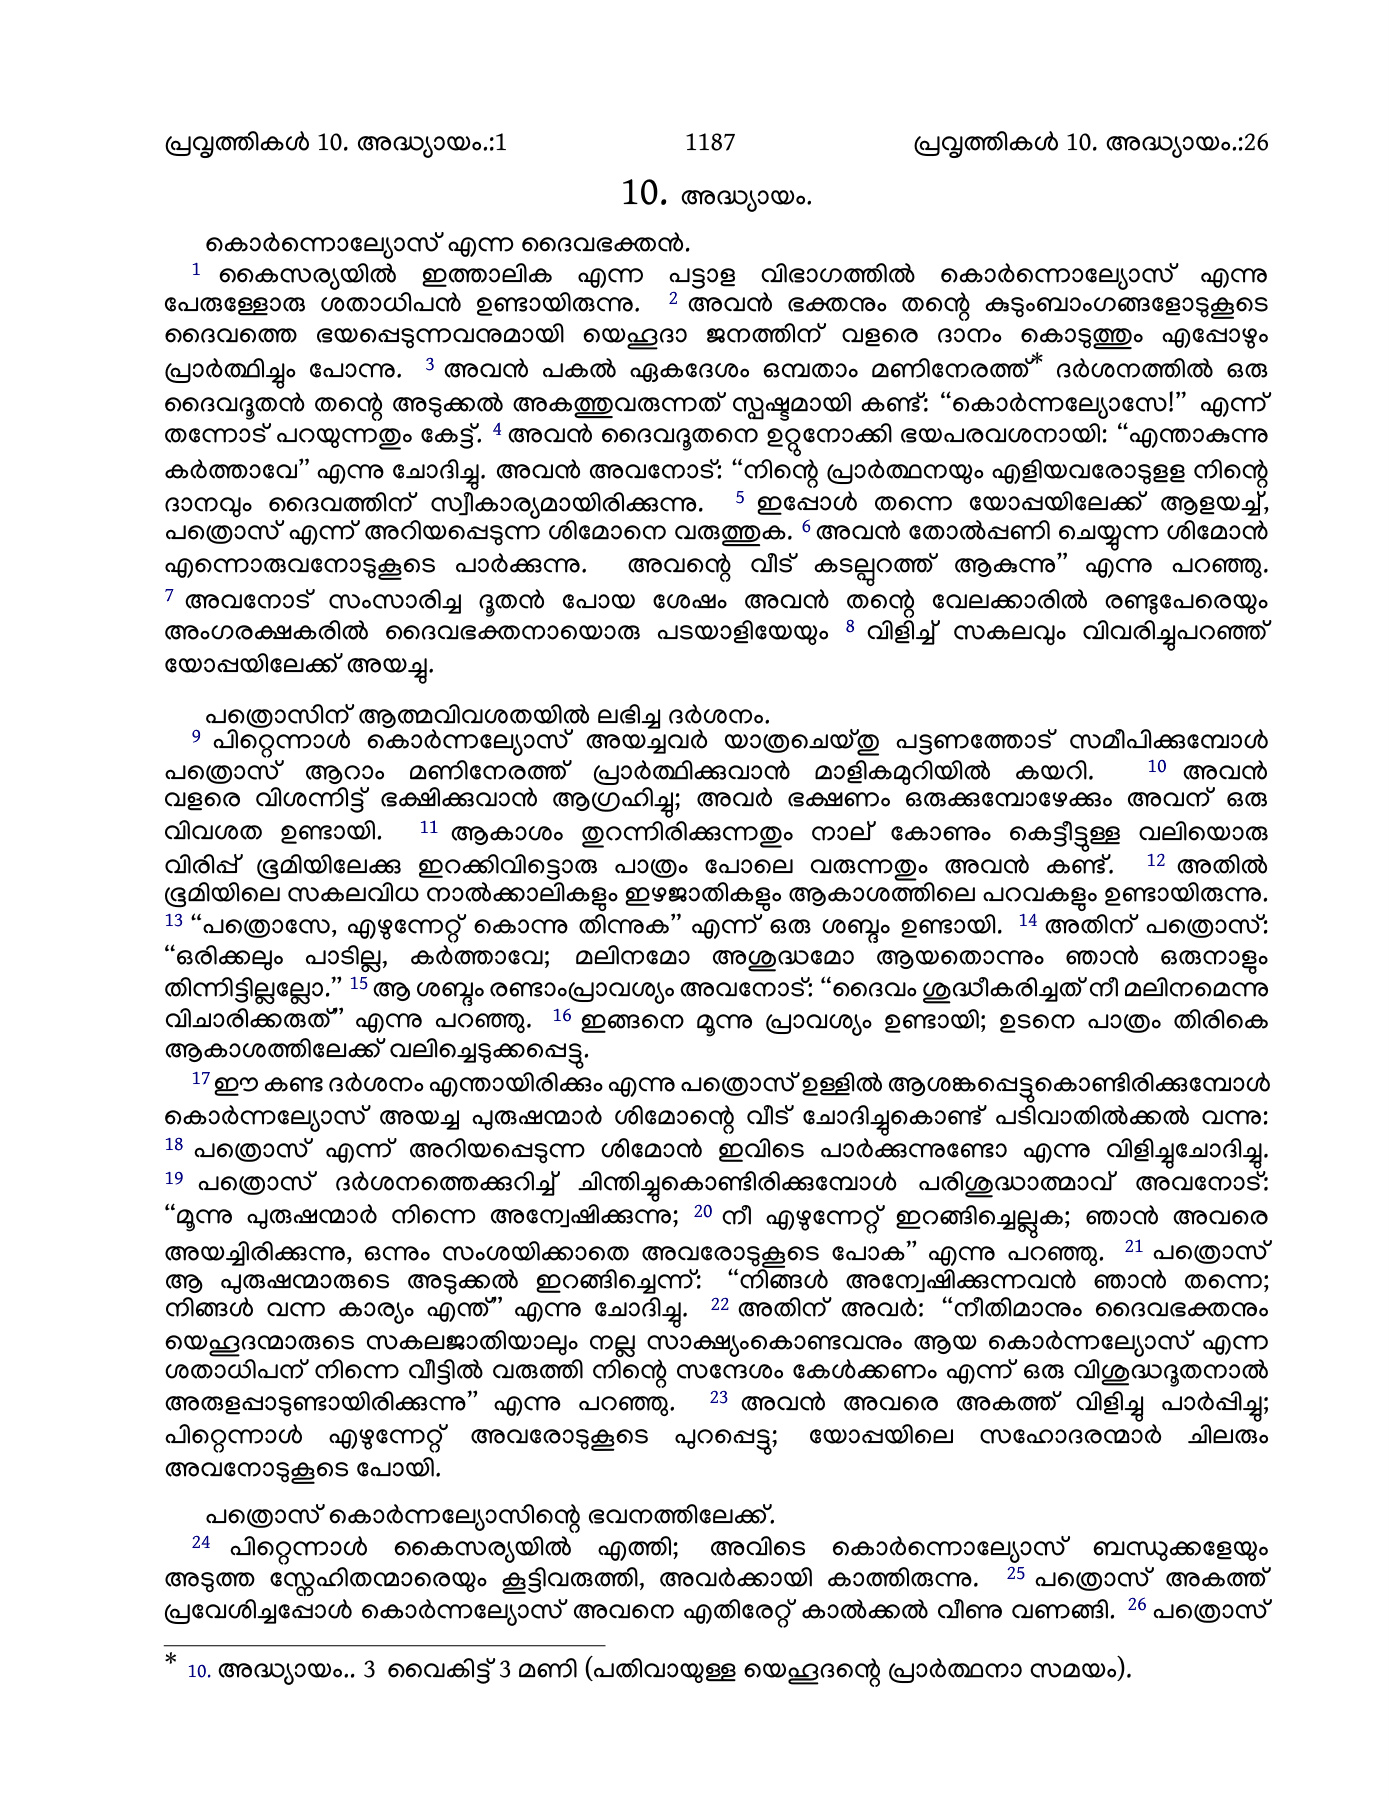 പ്രവൃത്തികൾ 10. അദ്ധ്യായം.:1 1187 പ്രവൃത്തികൾ 10. അദ്ധ്യായം.:26
10. അദ്ധ്യായം.
കൊർന്നൊല്യോസ് എന്ന ദൈവഭക്തൻ.
1 കൈസര്യയിൽ ഇത്താലിക എന്ന പട്ടാള വിഭാഗത്തിൽ കൊർന്നൊല്യോസ് എന്നു
പേരുള്ളോരു ശതാധിപൻ ഉണ്ടായിരുന്നു. 2 അവൻ ഭക്തനും തന്റെ കുടുംബാംഗങ്ങളോടുകൂടെ
ദൈവത്തെ ഭയപ്പെടുന്നവനുമായി യെഹൂദാ ജനത്തിന് വളരെ ദാനം കൊടുത്തും എപ്പോഴും
പ്രാർത്ഥിച്ചും പോന്നു. 3 അവൻ പകൽ ഏകദേശം ഒമ്പതാം മണിനേരത്ത്* ദർശനത്തിൽ ഒരു
ദൈവദൂതൻ തന്റെ അടുക്കൽ അകത്തുവരുന്നത് സ്പഷ്ടമായി കണ്ട്: “കൊർന്നല്യോസേ!” എന്ന്
തന്നോട് പറയുന്നതും കേട്ട്. 4 അവൻ ദൈവദൂതനെ ഉറ്റുനോക്കി ഭയപരവശനായി: “എന്താകുന്നു
കർത്താവേ” എന്നു ചോദിച്ചു. അവൻ അവനോട്: “നിന്റെ പ്രാർത്ഥനയും എളിയവരോടുളള നിന്റെ
ദാനവും ദൈവത്തിന് സ്വീകാര്യമായിരിക്കുന്നു. 5 ഇപ്പോൾ തന്നെ യോപ്പയിലേക്ക് ആളയച്ച്,
പത്രൊസ് എന്ന് അറിയപ്പെടുന്ന ശിമോനെ വരുത്തുക. 6 അവൻ തോൽപ്പണി ചെയ്യുന്ന ശിമോൻ
എന്നൊരുവനോടുകൂടെ പാർക്കുന്നു. അവന്റെ വീട് കടല്പുറത്ത് ആകുന്നു” എന്നു പറഞ്ഞു.
7 അവനോട് സംസാരിച്ച ദൂതൻ പോയ ശേഷം അവൻ തന്റെ വേലക്കാരിൽ രണ്ടുപേരെയും
അംഗരക്ഷകരിൽ ദൈവഭക്തനായൊരു പടയാളിയേയും 8 വിളിച്ച് സകലവും വിവരിച്ചുപറഞ്ഞ്
യോപ്പയിലേക്ക് അയച്ചു.
പത്രൊസിന് ആത്മവിവശതയിൽ ലഭിച്ച ദർശനം.
9 പിറ്റെന്നാൾ കൊർന്നല്യോസ് അയച്ചവർ യാത്രചെയ്തു പട്ടണത്തോട് സമീപിക്കുമ്പോൾ
പത്രൊസ് ആറാം മണിനേരത്ത് പ്രാർത്ഥിക്കുവാൻ മാളികമുറിയിൽ കയറി. 10 അവൻ
വളരെ വിശന്നിട്ട് ഭക്ഷിക്കുവാൻ ആഗ്രഹിച്ചു; അവർ ഭക്ഷണം ഒരുക്കുമ്പോഴേക്കും അവന് ഒരു
വിവശത ഉണ്ടായി. 11 ആകാശം തുറന്നിരിക്കുന്നതും നാല് കോണും കെട്ടീട്ടുള്ള വലിയൊരു
വിരിപ്പ് ഭൂമിയിലേക്കു ഇറക്കിവിട്ടൊരു പാത്രം പോലെ വരുന്നതും അവൻ കണ്ട്. 12 അതിൽ
ഭൂമിയിലെ സകലവിധ നാൽക്കാലികളും ഇഴജാതികളും ആകാശത്തിലെ പറവകളും ഉണ്ടായിരുന്നു.
13 “പത്രൊസേ, എഴുന്നേറ്റ് കൊന്നു തിന്നുക” എന്ന് ഒരു ശബ്ദം ഉണ്ടായി. 14 അതിന് പത്രൊസ്:
“ഒരിക്കലും പാടില്ല, കർത്താവേ; മലിനമോ അശുദ്ധമോ ആയതൊന്നും ഞാൻ ഒരുനാളും
തിന്നിട്ടില്ലല്ലോ.” 15 ആ ശബ്ദം രണ്ടാംപ്രാവശ്യം അവനോട്: “ദൈവം ശുദ്ധീകരിച്ചത് നീ മലിനമെന്നു
വിചാരിക്കരുത്” എന്നു പറഞ്ഞു. 16 ഇങ്ങനെ മൂന്നു പ്രാവശ്യം ഉണ്ടായി; ഉടനെ പാത്രം തിരികെ
ആകാശത്തിലേക്ക് വലിച്ചെടുക്കപ്പെട്ടു.
17 ഈ കണ്ട ദർശനം എന്തായിരിക്കും എന്നു പത്രൊസ് ഉള്ളിൽ ആശങ്കപ്പെട്ടുകൊണ്ടിരിക്കുമ്പോൾ
കൊർന്നല്യോസ് അയച്ച പുരുഷന്മാർ ശിമോന്റെ വീട് ചോദിച്ചുകൊണ്ട് പടിവാതിൽക്കൽ വന്നു:
18 പത്രൊസ് എന്ന് അറിയപ്പെടുന്ന ശിമോൻ ഇവിടെ പാർക്കുന്നുണ്ടോ എന്നു വിളിച്ചുചോദിച്ചു.
19 പത്രൊസ് ദർശനത്തെക്കുറിച്ച് ചിന്തിച്ചുകൊണ്ടിരിക്കുമ്പോൾ പരിശുദ്ധാത്മാവ് അവനോട്:
“മൂന്നു പുരുഷന്മാർ നിന്നെ അന്വേഷിക്കുന്നു; 20 നീ എഴുന്നേറ്റ് ഇറങ്ങിച്ചെല്ലുക; ഞാൻ അവരെ
അയച്ചിരിക്കുന്നു, ഒന്നും സംശയിക്കാതെ അവരോടുകൂടെ പോക” എന്നു പറഞ്ഞു. 21 പത്രൊസ്
ആ പുരുഷന്മാരുടെ അടുക്കൽ ഇറങ്ങിച്ചെന്ന്: “നിങ്ങൾ അന്വേഷിക്കുന്നവൻ ഞാൻ തന്നെ;
നിങ്ങൾ വന്ന കാര്യം എന്ത്” എന്നു ചോദിച്ചു. 22 അതിന് അവർ: “നീതിമാനും ദൈവഭക്തനും
യെഹൂദന്മാരുടെ സകലജാതിയാലും നല്ല സാക്ഷ്യംകൊണ്ടവനും ആയ കൊർന്നല്യോസ് എന്ന
ശതാധിപന് നിന്നെ വീട്ടിൽ വരുത്തി നിന്റെ സന്ദേശം കേൾക്കണം എന്ന് ഒരു വിശുദ്ധദൂതനാൽ
അരുളപ്പാടുണ്ടായിരിക്കുന്നു” എന്നു പറഞ്ഞു. 23 അവൻ അവരെ അകത്ത് വിളിച്ചു പാർപ്പിച്ചു;
പിറ്റെന്നാൾ എഴുന്നേറ്റ് അവരോടുകൂടെ പുറപ്പെട്ടു; യോപ്പയിലെ സഹോദരന്മാർ ചിലരും
അവനോടുകൂടെ പോയി.
പത്രൊസ് കൊർന്നല്യോസിന്റെ ഭവനത്തിലേക്ക്.
24 പിറ്റെന്നാൾ കൈസര്യയിൽ എത്തി; അവിടെ കൊർന്നൊല്യോസ് ബന്ധുക്കളേയും
അടുത്ത സ്നേഹിതന്മാരെയും കൂട്ടിവരുത്തി, അവർക്കായി കാത്തിരുന്നു. 25 പത്രൊസ് അകത്ത്
പ്രവേശിച്ചപ്പോൾ കൊർന്നല്യോസ് അവനെ എതിരേറ്റ് കാൽക്കൽ വീണു വണങ്ങി. 26 പത്രൊസ്
* 10. അദ്ധ്യായം.. 3 വൈകിട്ട് 3 മണി (പതിവായുള്ള യെഹൂദന്റെ പ്രാർത്ഥനാ സമയം).